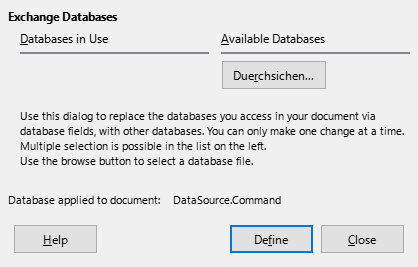 Exchange Databases
Databases in Use
Available Databases
Duerchsichen...
Use this dialog to replace the databases you access in your document via
database fields, with other databases. You can only make one change at a time.
Multiple selection is possible in the list on the left.
Use the browse button to select a database file.
Database applied to document: DataSource.Command
Help
Define
Close